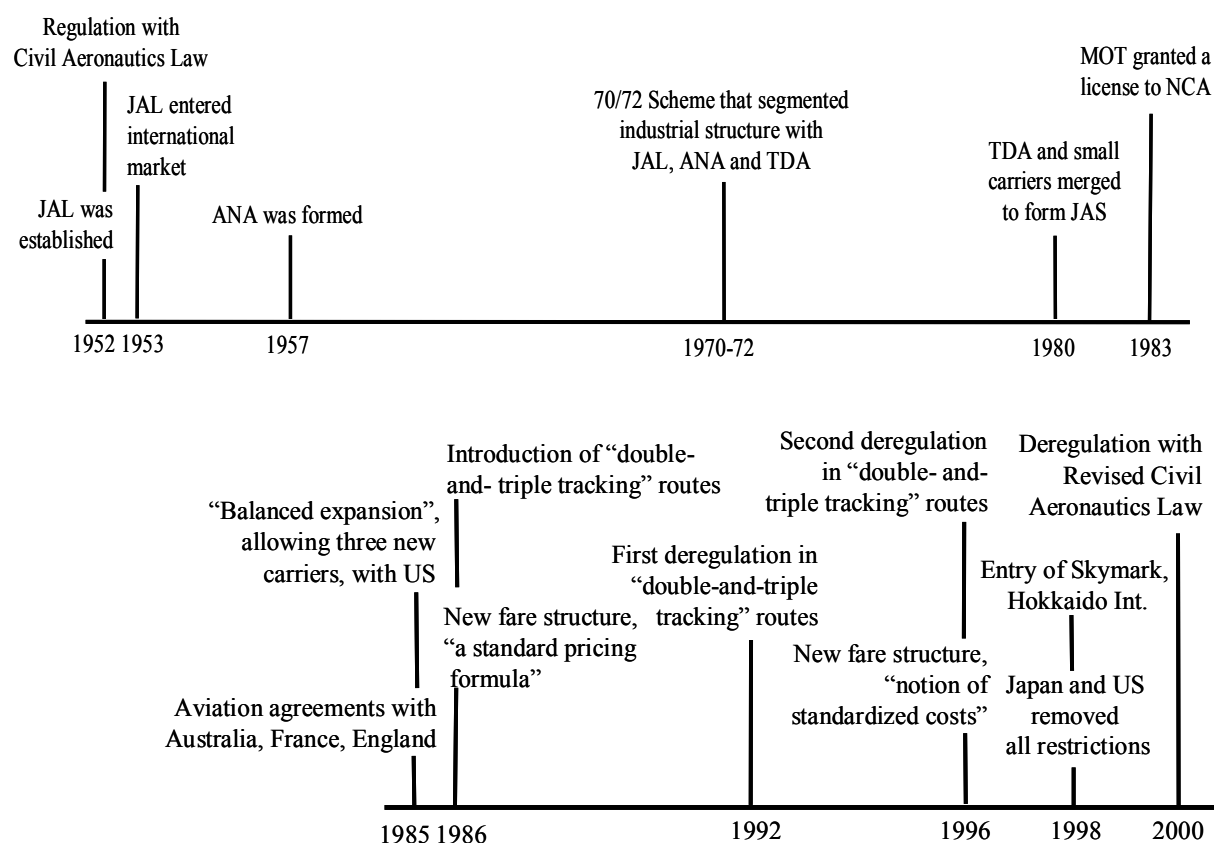 Regulation with
Civil Aeronautics Law
JAL entered
international
market
JAL was
established
ANA was formed
70/72 Scheme that segmented
industrial structure with
JAL, ANA and TDA
TDA and small
carriers merged
to form JAS
MOT granted a
license to NCA
1952 1953 1957 1970-72 1980 1983
Introduction of “double-
and- triple tracking” routes
“Balanced expansion”,
allowing three new
carriers, with US
New fare structure,
“a standard pricing
formula”
Aviation agreements with
Australia, France, England
First deregulation in
“double-and-triple
tracking” routes
Second deregulation
in “double- and-
triple tracking” routes
New fare structure,
“notion of
standardized costs”
Deregulation with
Revised Civil
Aeronautics Law
Entry of Skymark,
Hokkaido Int.
Japan and US
removed
all restrictions
1985 1986 1992 1996 1998 2000